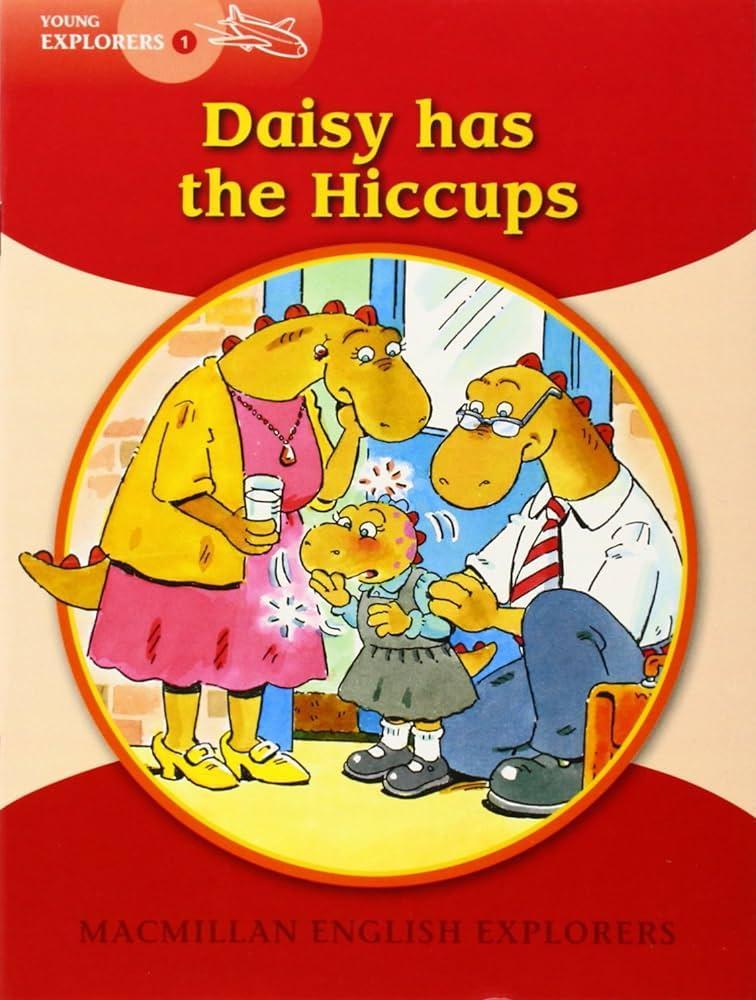 YOUNG
EXPLORERS 1
Daisy has
the Hiccups
MACMILLAN ENGLISH EXPLORERS